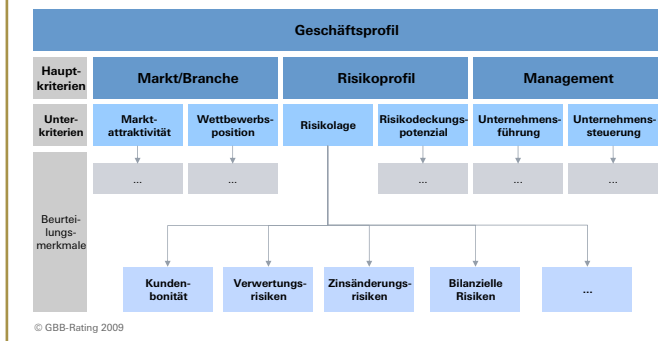 Geschäftsprofil
Haupt-
kriterien
Markt/Branche
Risikoprofil
Management
Unter-
kriterien
Markt-
attraktivität
Wettbewerbs-
position
Risikolage
Risikodeckungs-
potenzial
Unternehmens-
führung
Unternehmens-
steuerung
Beurtei-
lungs-
merkmale
...
...
...
...
...
Kunden-
bonität
Verwertungs-
risiken
Zinsänderungs-
risiken
Bilanzielle
Risiken
...
© GBB-Rating 2009